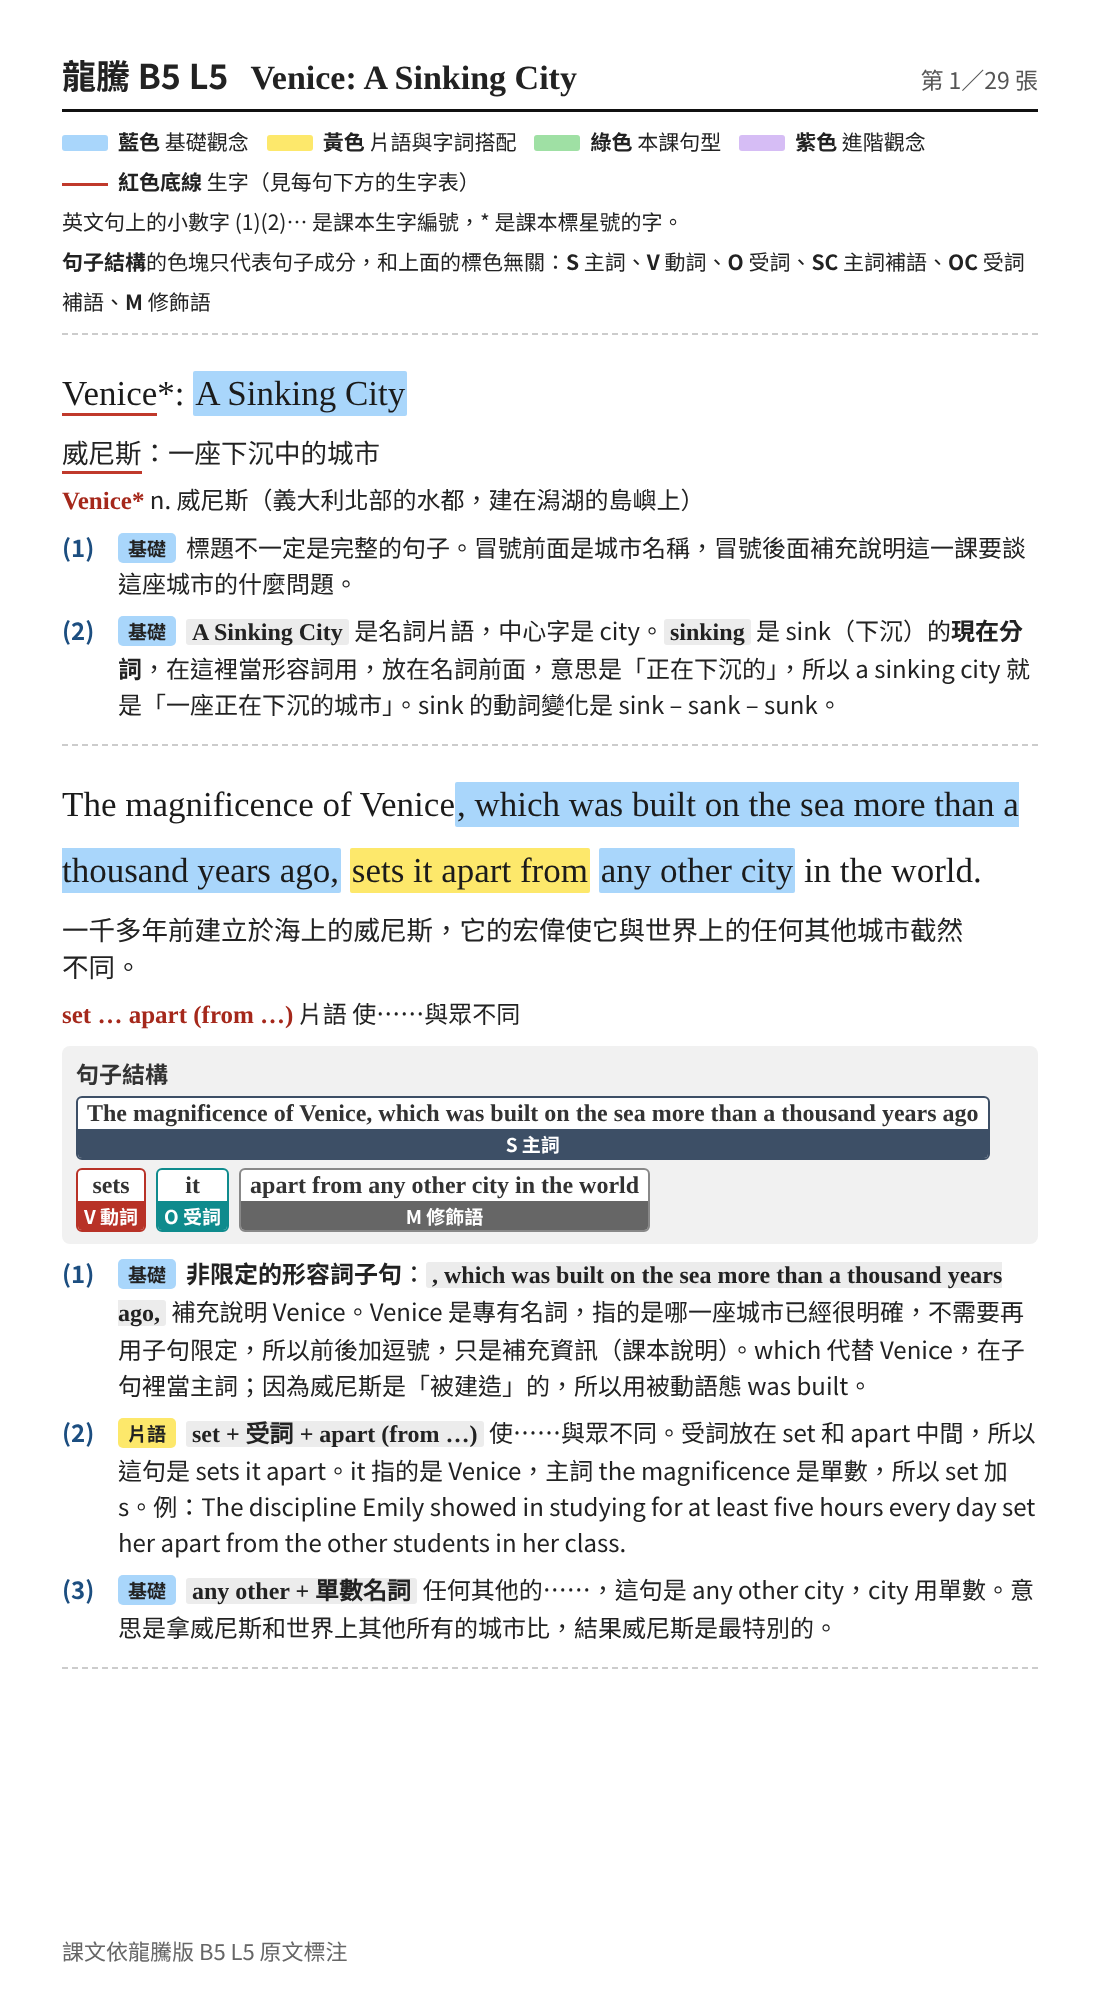 龍騰 B5 L5 Venice: A Sinking City 第 1／29 張
藍色 基礎觀念 黃色 片語與字詞搭配 綠色 本課句型 紫色 進階觀念
紅色底線 生字（見每句下方的生字表）
英文句上的小數字 (1)(2)⋯ 是課本生字編號，* 是課本標星號的字。
句子結構的色塊只代表句子成分，和上面的標色無關：S 主詞、V 動詞、O 受詞、SC 主詞補語、OC 受詞
補語、M 修飾語
Venice*: A Sinking City
威尼斯：一座下沉中的城市
Venice* n. 威尼斯（義大利北部的水都，建在潟湖的島嶼上）
(1) 基礎 標題不一定是完整的句子。冒號前面是城市名稱，冒號後面補充說明這一課要談
這座城市的什麼問題。
(2) 基礎 A Sinking City 是名詞片語，中心字是 city。sinking 是 sink（下沉）的現在分
詞，在這裡當形容詞用，放在名詞前面，意思是「正在下沉的」，所以 a sinking city 就
是「一座正在下沉的城市」。sink 的動詞變化是 sink – sank – sunk。
The magnificence of Venice, which was built on the sea more than a
thousand years ago, sets it apart from any other city in the world.
一千多年前建立於海上的威尼斯，它的宏偉使它與世界上的任何其他城市截然
不同。
set … apart (from …) 片語 使⋯⋯與眾不同
句子結構
The magnificence of Venice, which was built on the sea more than a thousand years ago
S 主詞
sets it apart from any other city in the world
V 動詞 O 受詞 M 修飾語
(1) 基礎 非限定的形容詞子句：, which was built on the sea more than a thousand years
ago, 補充說明 Venice。Venice 是專有名詞，指的是哪一座城市已經很明確，不需要再
用子句限定，所以前後加逗號，只是補充資訊（課本說明）。which 代替 Venice，在子
句裡當主詞；因為威尼斯是「被建造」的，所以用被動語態 was built。
(2) 片語 set + 受詞 + apart (from …) 使⋯⋯與眾不同。受詞放在 set 和 apart 中間，所以
這句是 sets it apart。it 指的是 Venice，主詞 the magnificence 是單數，所以 set 加
s。例：The discipline Emily showed in studying for at least five hours every day set
her apart from the other students in her class.
(3) 基礎 any other + 單數名詞 任何其他的⋯⋯，這句是 any other city，city 用單數。意
思是拿威尼斯和世界上其他所有的城市比，結果威尼斯是最特別的。
課文依龍騰版 B5 L5 原文標注